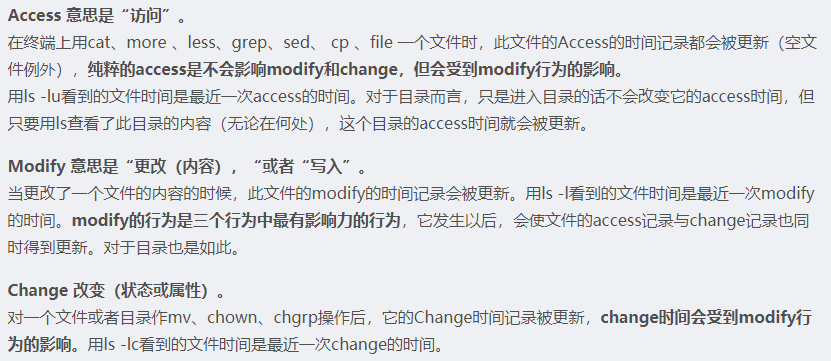 Access 意思是“访问”。
在终端上用cat、more 、less、grep、sed、 cp 、file 一个文件时，此文件的Access的时间记录都会被更新（空文
件例外），纯粹的access是不会影响modify和change，但会受到modify行为的影响。
用ls -lu看到的文件时间是最近一次access的时间。对于目录而言，只是进入目录的话不会改变它的access时间，但
只要用ls查看了此目录的内容（无论在何处），这个目录的access时间就会被更新。
Modify 意思是“更改（内容），“或者“写入”。
当更改了一个文件的内容的时候，此文件的modify的时间记录会被更新。用ls -l看到的文件时间是最近一次modify
的时间。modify的行为是三个行为中最有影响力的行为，它发生以后，会使文件的access记录与change记录也同
时得到更新。对于目录也是如此。
Change 改变（状态或属性）。
对一个文件或者目录作mv、chown、chgrp操作后，它的Change时间记录被更新，change时间会受到modify行
为的影响。用ls -lc看到的文件时间是最近一次change的时间。